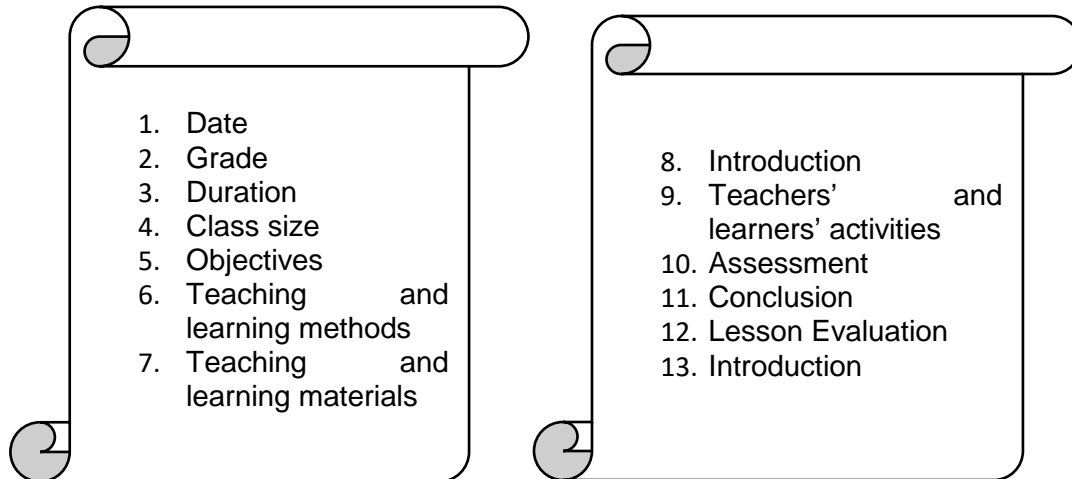 1. Date
2. Grade
3. Duration
4. Class size
5. Objectives
6. Teaching and
learning methods
7. Teaching and
learning materials
8. Introduction
9. Teachers’ and
learners’ activities
10. Assessment
11. Conclusion
12. Lesson Evaluation
13. Introduction